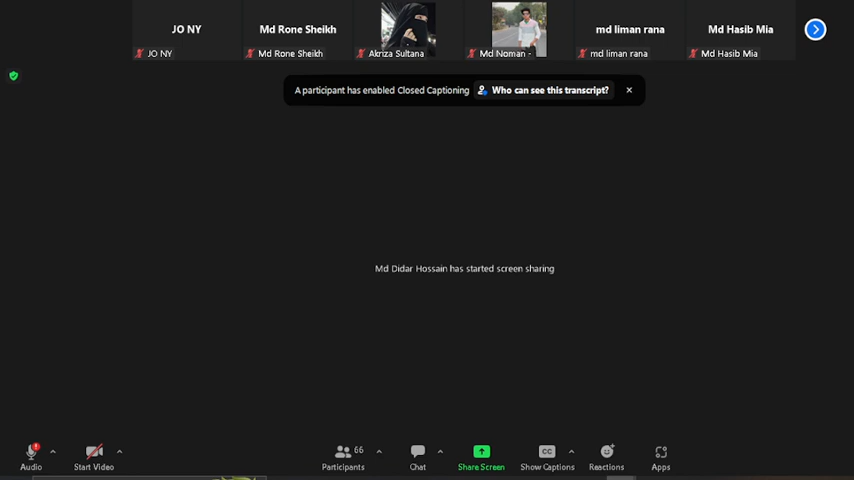 JO NY
Md Rone Sheikh
md liman rana
Md Hasib Mia
JO NY
Md Rone Sheikh
Akriza Sultana
Md Noman -
md liman rana
Md Hasib Mia
A participant has enabled Closed Captioning
Who can see this transcript?
Md Didar Hossain has started screen sharing
66
CC
Audio
Start Video
Participants
Chat
Share Screen
Show Captions
Reactions
Apps